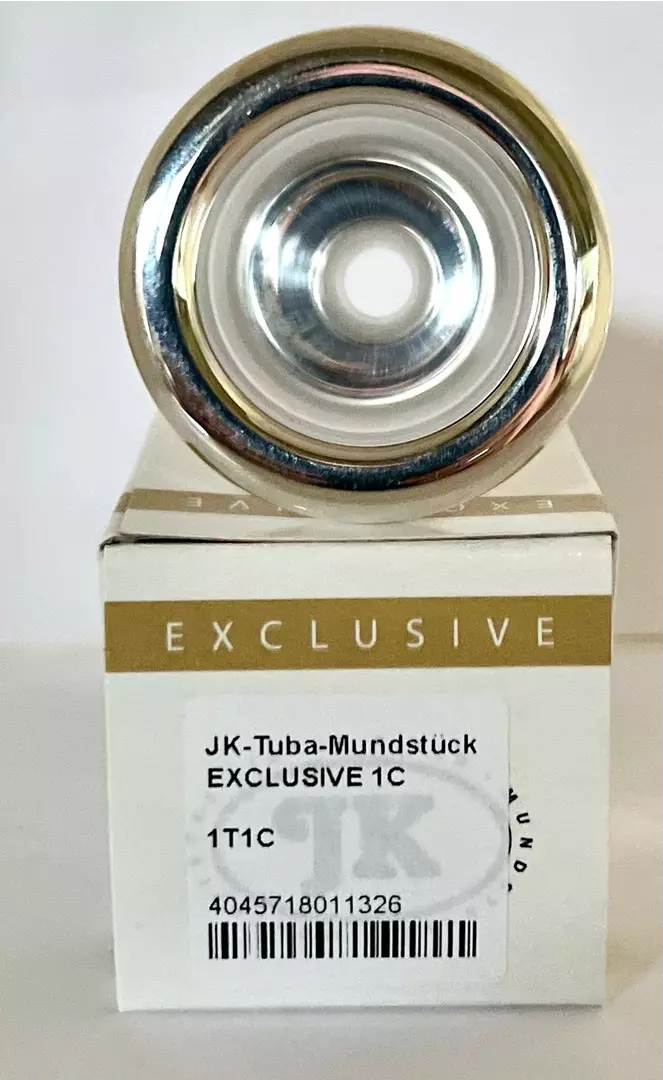 EXCLUSIVE
JK-Tuba-Mundstück
EXCLUSIVE 1C
JK
1T1C
4045718011326